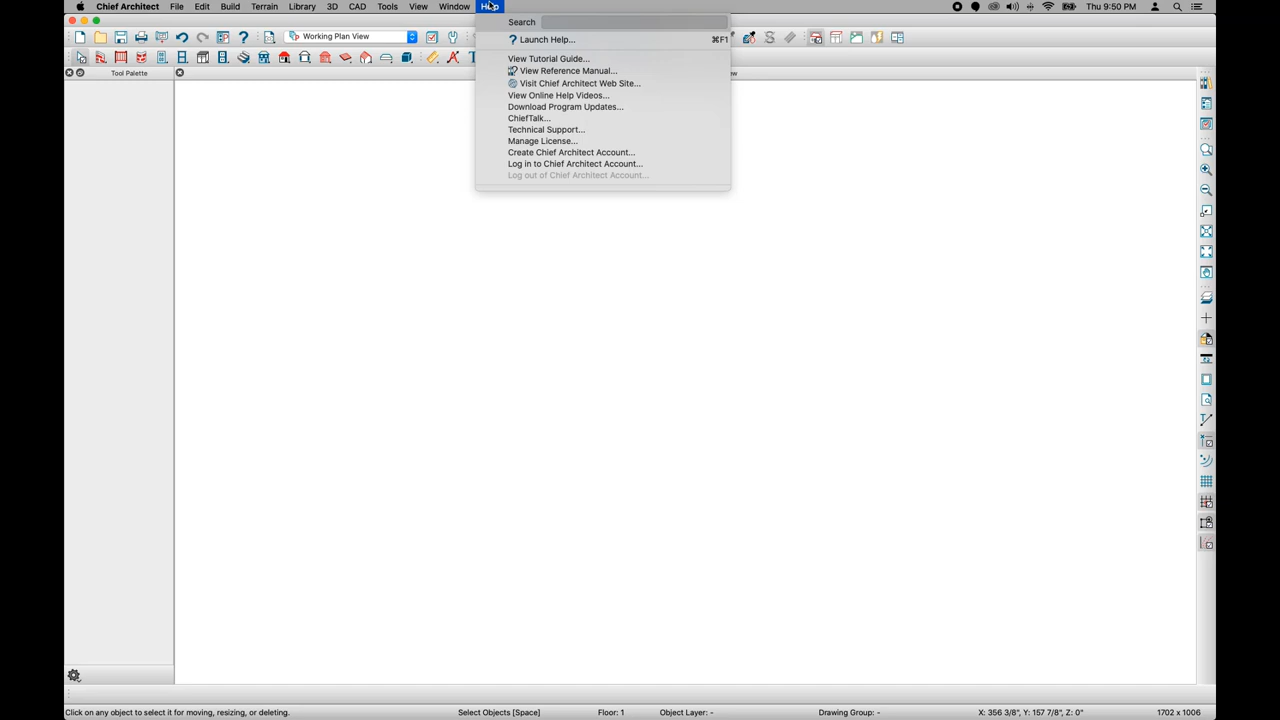 Chief Architect File Edit Build Terrain Library 3D CAD Tools View Window Help Thu 9:50 PM
Search
Working Plan View
Launch Help... ⌘F1
View Tutorial Guide...
View Reference Manual...
Tool Palette
Visit Chief Architect Web Site...
View Online Help Videos...
Download Program Updates...
ChiefTalk...
Technical Support...
Manage License...
Create Chief Architect Account...
Log in to Chief Architect Account...
Log out of Chief Architect Account...
Click on any object to select it for moving, resizing, or deleting. Select Objects [Space] Floor: 1 Object Layer: - Drawing Group: - X: 356 3/8", Y: 157 7/8", Z: 0" 1702 x 1006